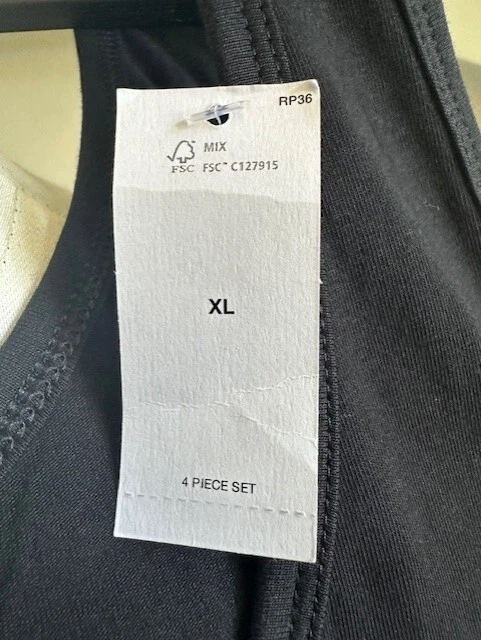 RP36
MIX
FSC FSC™ C127915
XL
4 PIECE SET